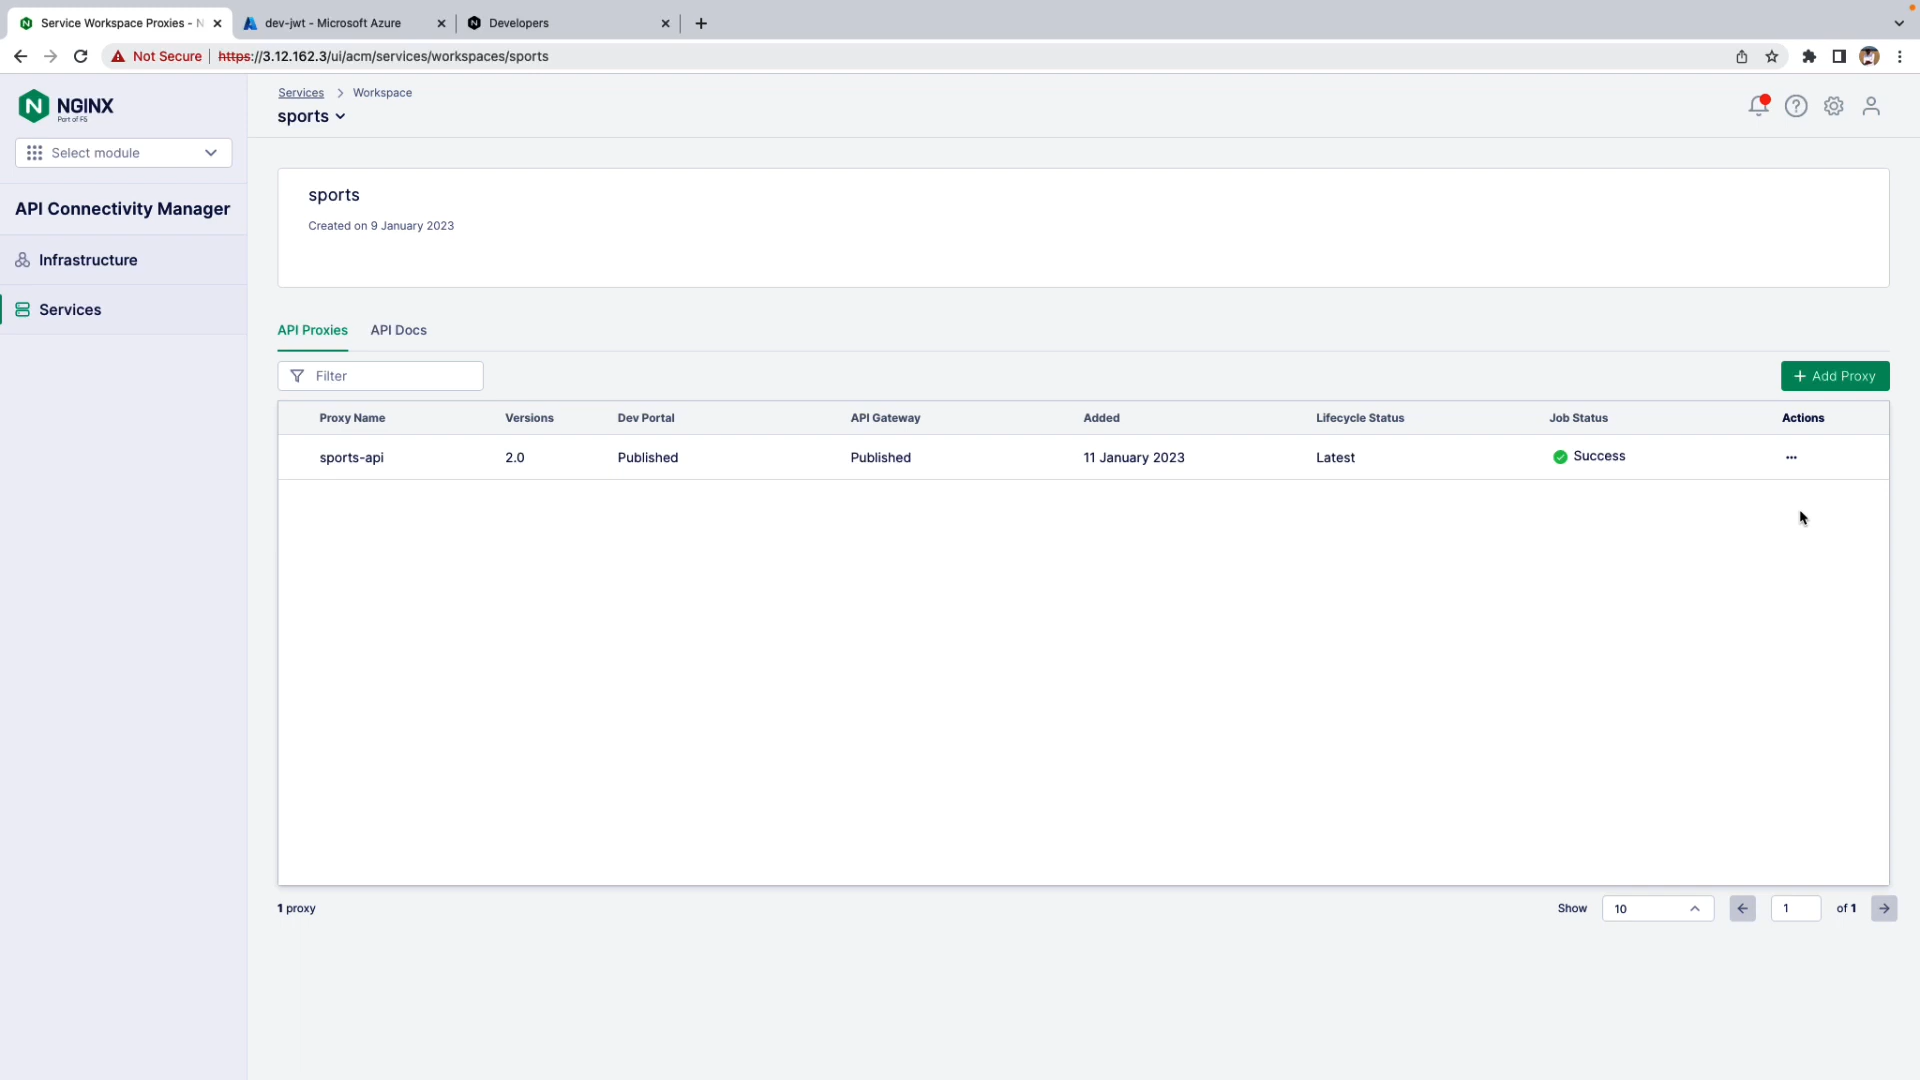 Service Workspace Proxies - N
dev-jwt - Microsoft Azure
Developers
Not Secure
https://3.12.162.3/ui/acm/services/workspaces/sports
NGINX
Part of F5
Select module
API Connectivity Manager
Infrastructure
Services
Services > Workspace
sports
sports
Created on 9 January 2023
API Proxies
API Docs
Filter
+ Add Proxy
Proxy Name Versions Dev Portal API Gateway Added Lifecycle Status Job Status Actions
sports-api 2.0 Published Published 11 January 2023 Latest Success ...
1 proxy
Show 10 1 of 1